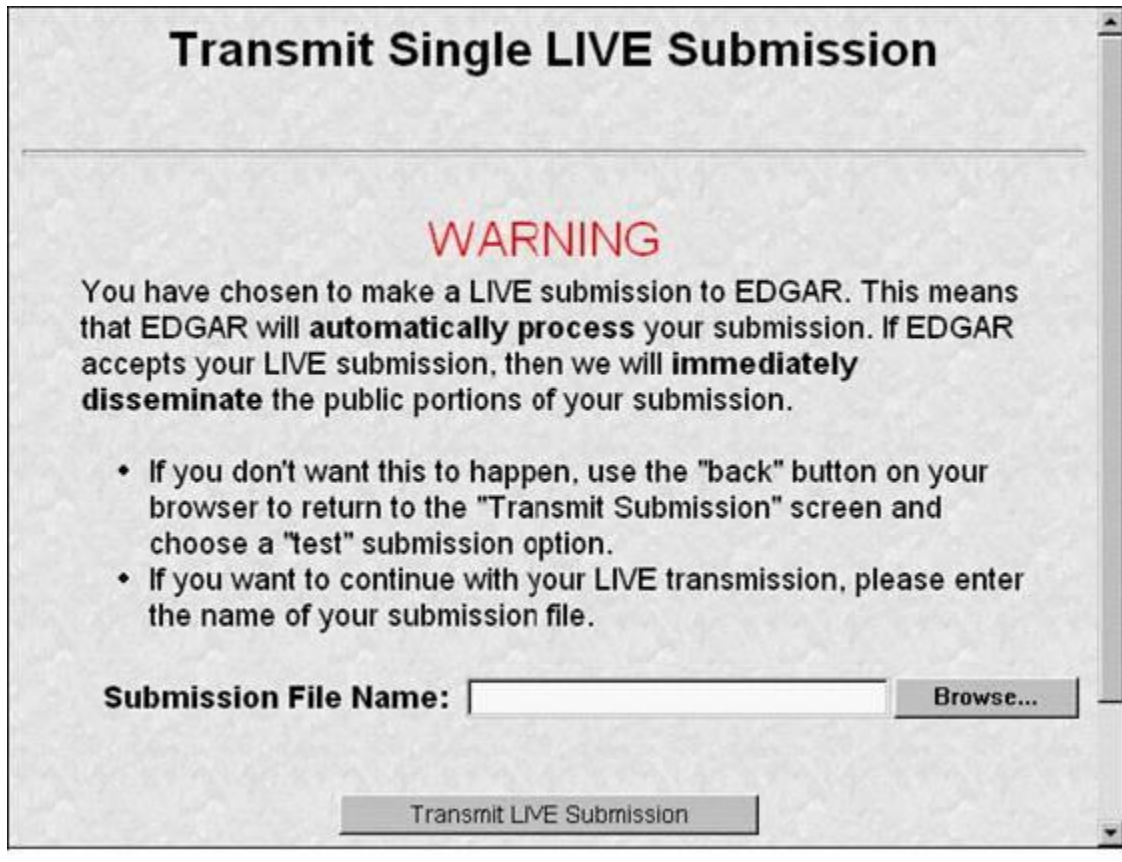 Transmit Single LIVE Submission
WARNING
You have chosen to make a LIVE submission to EDGAR. This means
that EDGAR will automatically process your submission. If EDGAR
accepts your LIVE submission, then we will immediately
disseminate the public portions of your submission.
• If you don't want this to happen, use the "back" button on your
browser to return to the "Transmit Submission" screen and
choose a "test" submission option.
• If you want to continue with your LIVE transmission, please enter
the name of your submission file.
Submission File Name: Browse...
Transmit LIVE Submission